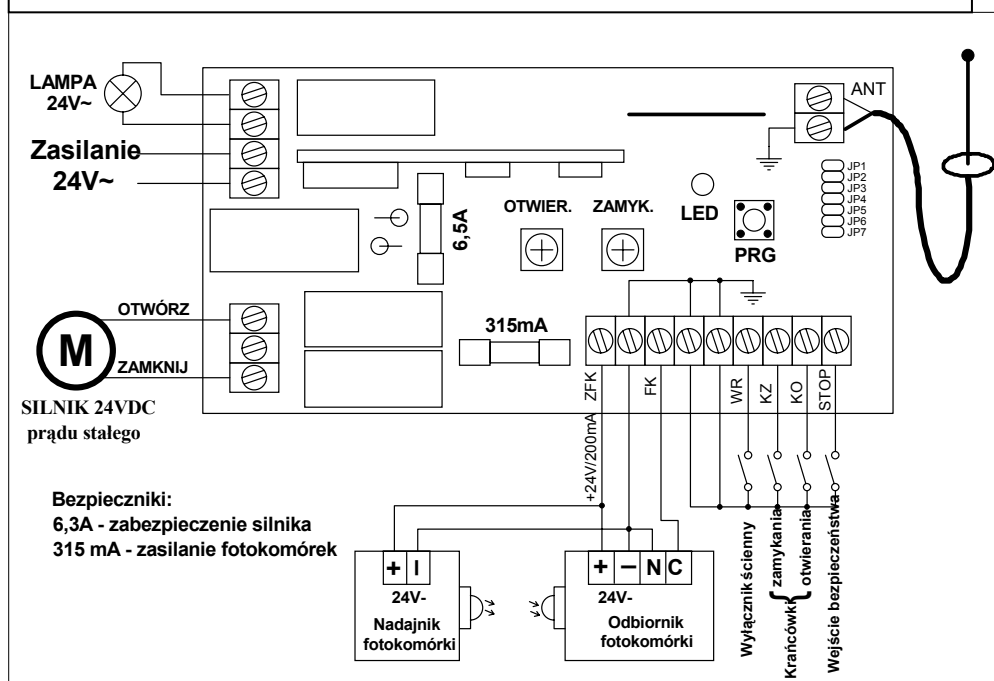 LAMPA
24V~
Zasilanie
24V~
ANT
JP1
JP2
JP3
JP4
JP5
JP6
JP7
6,5A
OTWIER.
ZAMYK.
LED
PRG
OTWÓRZ
M
ZAMKNIJ
SILNIK 24VDC
prądu stałego
315mA
ZFK
FK
WR
KZ
KO
STOP
+24V/200mA
Bezpieczniki:
6,3A - zabezpieczenie silnika
315 mA - zasilanie fotokomórek
+ I
24V-
Nadajnik
fotokomórki
+ – N C
24V-
Odbiornik
fotokomórki
Wyłącznik ścienny
Krańcówki
zamykania
otwierania
Wejście bezpieczeństwa